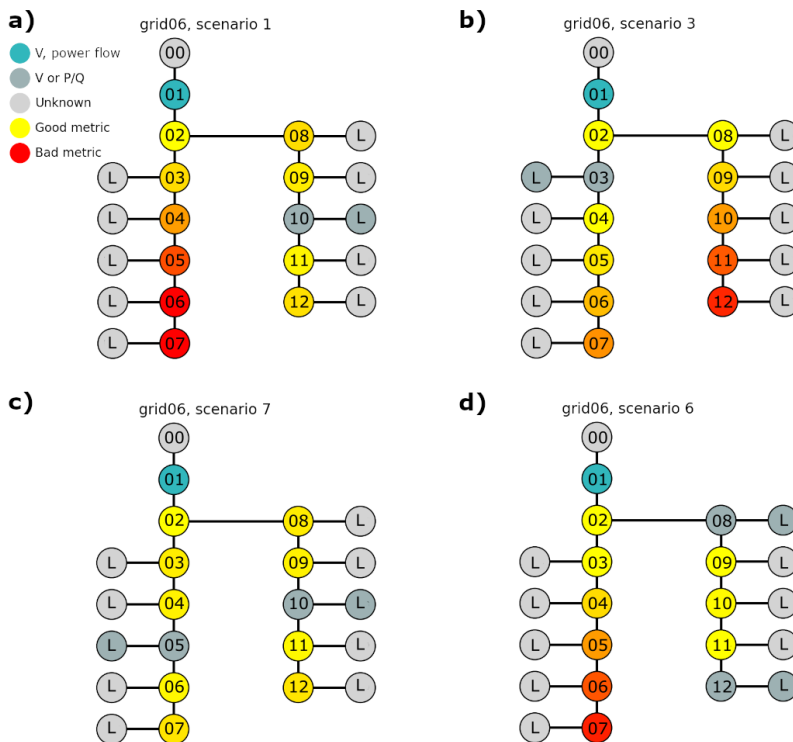 a)
grid06, scenario 1
V, power flow
V or P/Q
Unknown
Good metric
Bad metric
00
01
02 08 L
L 03 09 L
L 04 10 L
L 05 11 L
L 06 12 L
L 07
b)
grid06, scenario 3
00
01
02 08 L
L 03 09 L
L 04 10 L
L 05 11 L
L 06 12 L
L 07
c)
grid06, scenario 7
00
01
02 08 L
L 03 09 L
L 04 10 L
L 05 11 L
L 06 12 L
L 07
d)
grid06, scenario 6
00
01
02 08 L
L 03 09 L
L 04 10 L
L 05 11 L
L 06 12 L
L 07